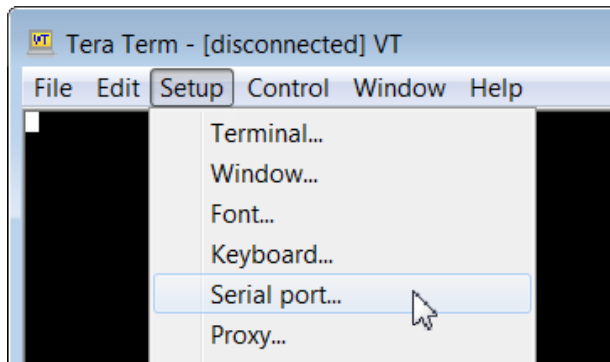 Tera Term - [disconnected] VT
File Edit Setup Control Window Help
Terminal...
Window...
Font...
Keyboard...
Serial port...
Proxy...